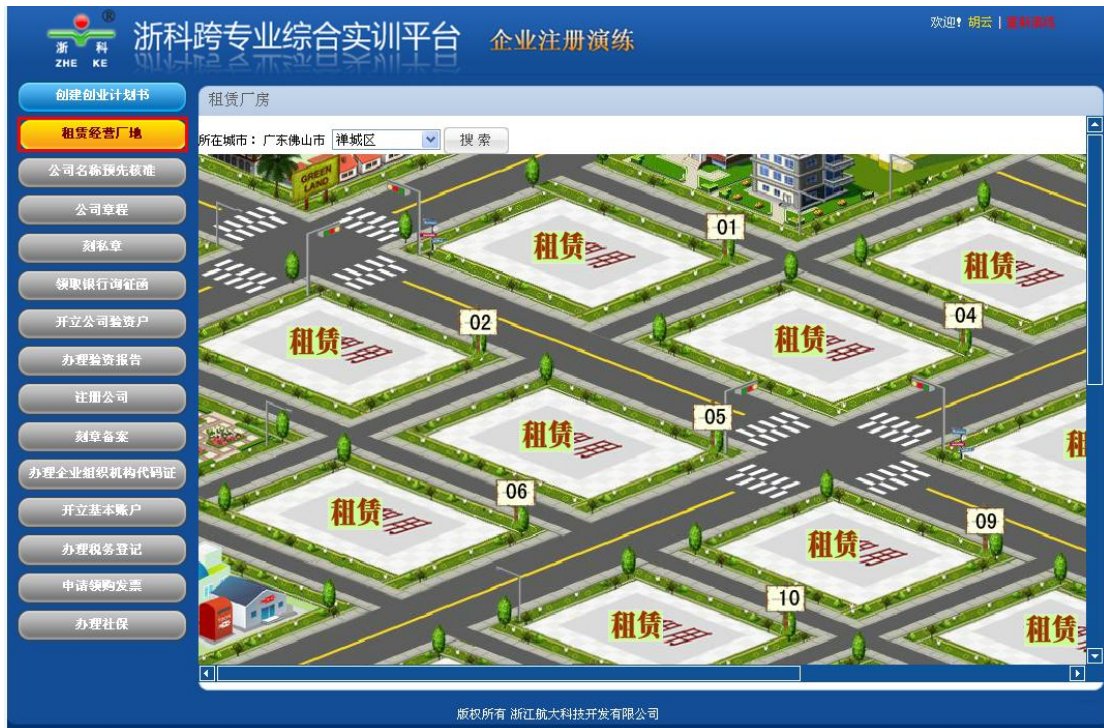 ®
浙 科
ZHE KE
浙科跨专业综合实训平台 企业注册演练
欢迎! 胡云 |
创建创业计划书
租赁经营厂地
公司名称预先核准
公司章程
刻私章
领取银行询证函
开立公司验资户
办理验资报告
注册公司
刻章备案
办理企业组织机构代码证
开立基本账户
办理税务登记
申请领购发票
办理社保
租赁厂房
所在城市：广东佛山市 禅城区 搜 索
GREEN LAND
01
租赁
租赁
02
04
租赁
租赁
05
租赁
租
06
09
租赁
租赁
10
租赁
租赁
版权所有 浙江航大科技开发有限公司